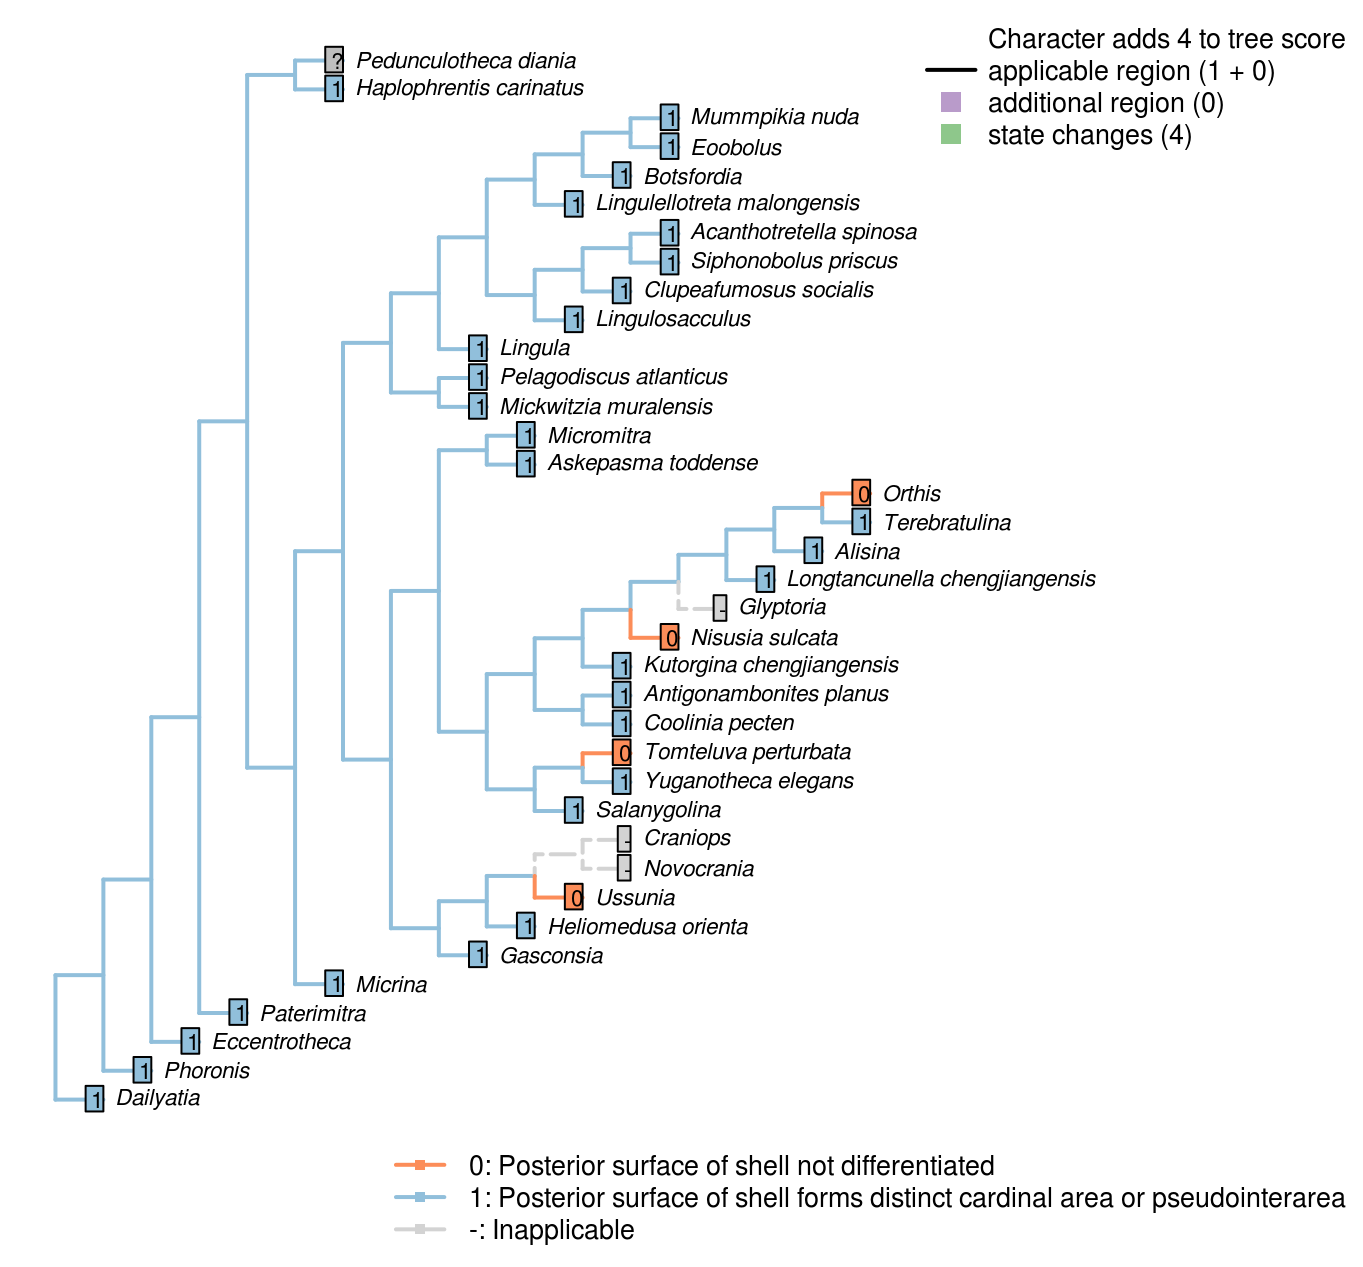 Character adds 4 to tree score
applicable region (1 + 0)
additional region (0)
state changes (4)
? Pedunculotheca diania
1 Haplophrentis carinatus
1 Mummpikia nuda
1 Eoobolus
1 Botsfordia
1 Lingulellotreta malongensis
1 Acanthotretella spinosa
1 Siphonobolus priscus
1 Clupeafumosus socialis
1 Lingulosacculus
1 Lingula
1 Pelagodiscus atlanticus
1 Mickwitzia muralensis
1 Micromitra
1 Askepasma toddense
0 Orthis
1 Terebratulina
1 Alisina
1 Longtancunella chengjiangensis
- Glyptoria
0 Nisusia sulcata
1 Kutorgina chengjiangensis
1 Antigonambonites planus
1 Coolinia pecten
0 Tomteluva perturbata
1 Yuganotheca elegans
1 Salanygolina
- Craniops
- Novocrania
0 Ussunia
1 Heliomedusa orienta
1 Gasconsia
1 Micrina
1 Paterimitra
1 Eccentrotheca
1 Phoronis
1 Dailyatia
0: Posterior surface of shell not differentiated
1: Posterior surface of shell forms distinct cardinal area or pseudointerarea
-: Inapplicable